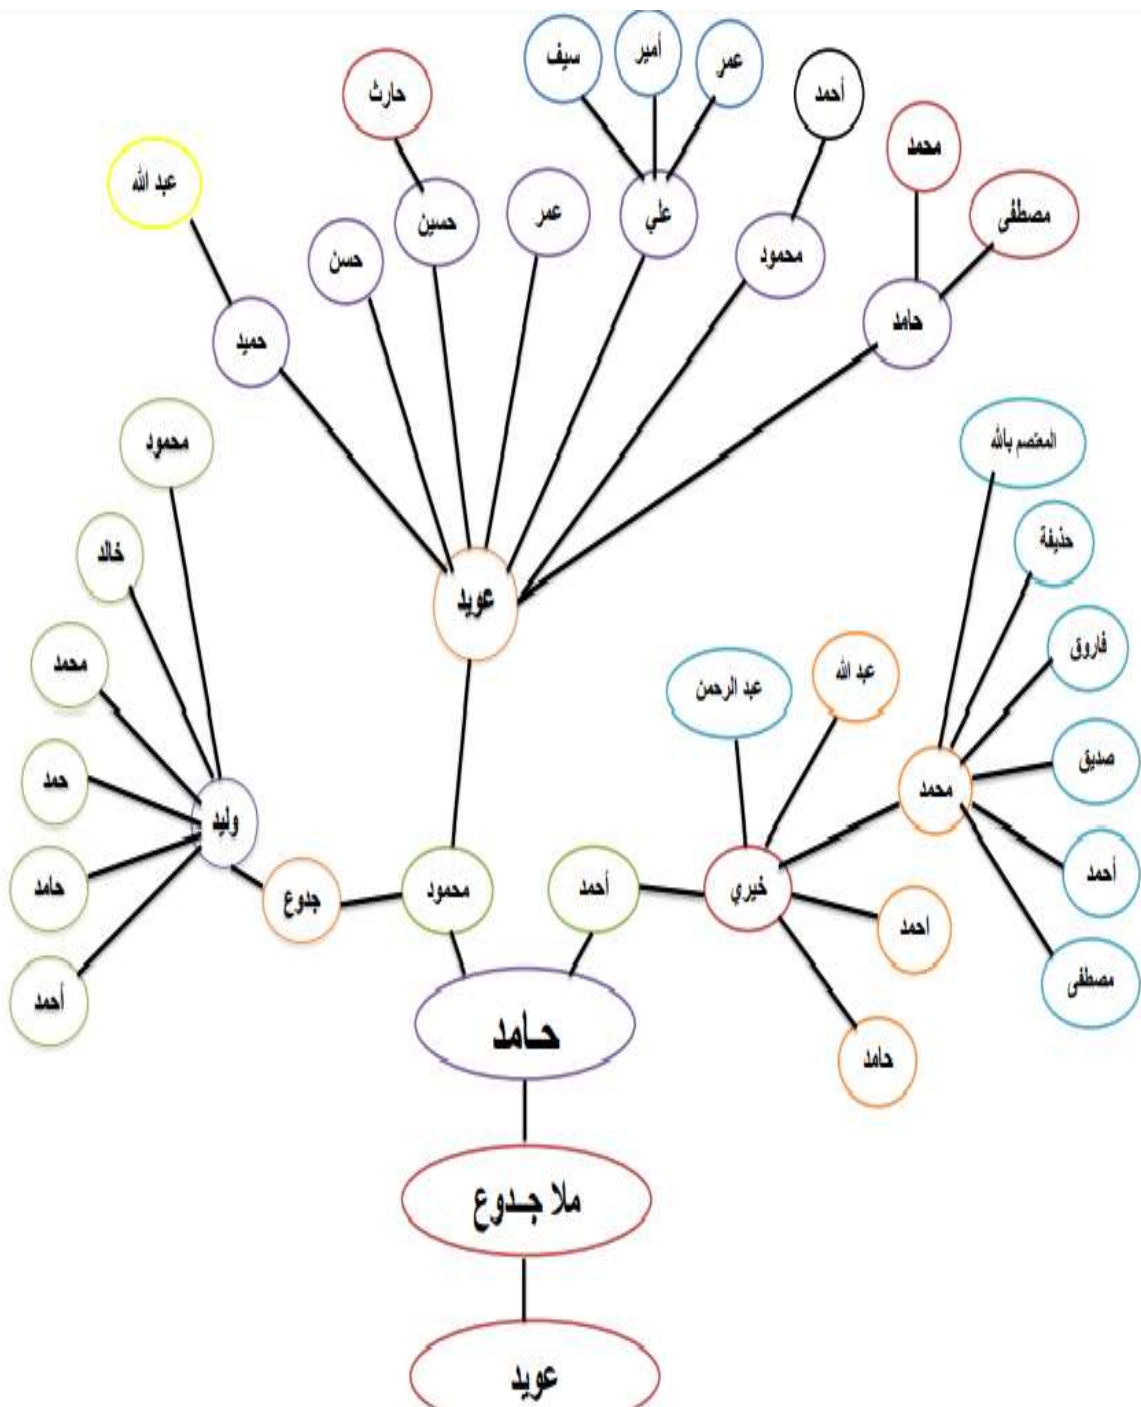 سيف
أمير
عمر
أحمد
حارث
محمد
عبد الله
مصطفى
حسين
عمر
علي
حسن
محمود
حامد
حميد
محمود
المعتصم بالله
خالد
حذيفة
عويد
محمد
فاروق
عبد الرحمن
عبد الله
حمد
صديق
محمد
وليد
حامد
جدوع
محمود
أحمد
خيري
أحمد
احمد
أحمد
مصطفى
حـامد
حامد
ملا جـدوع
عويد